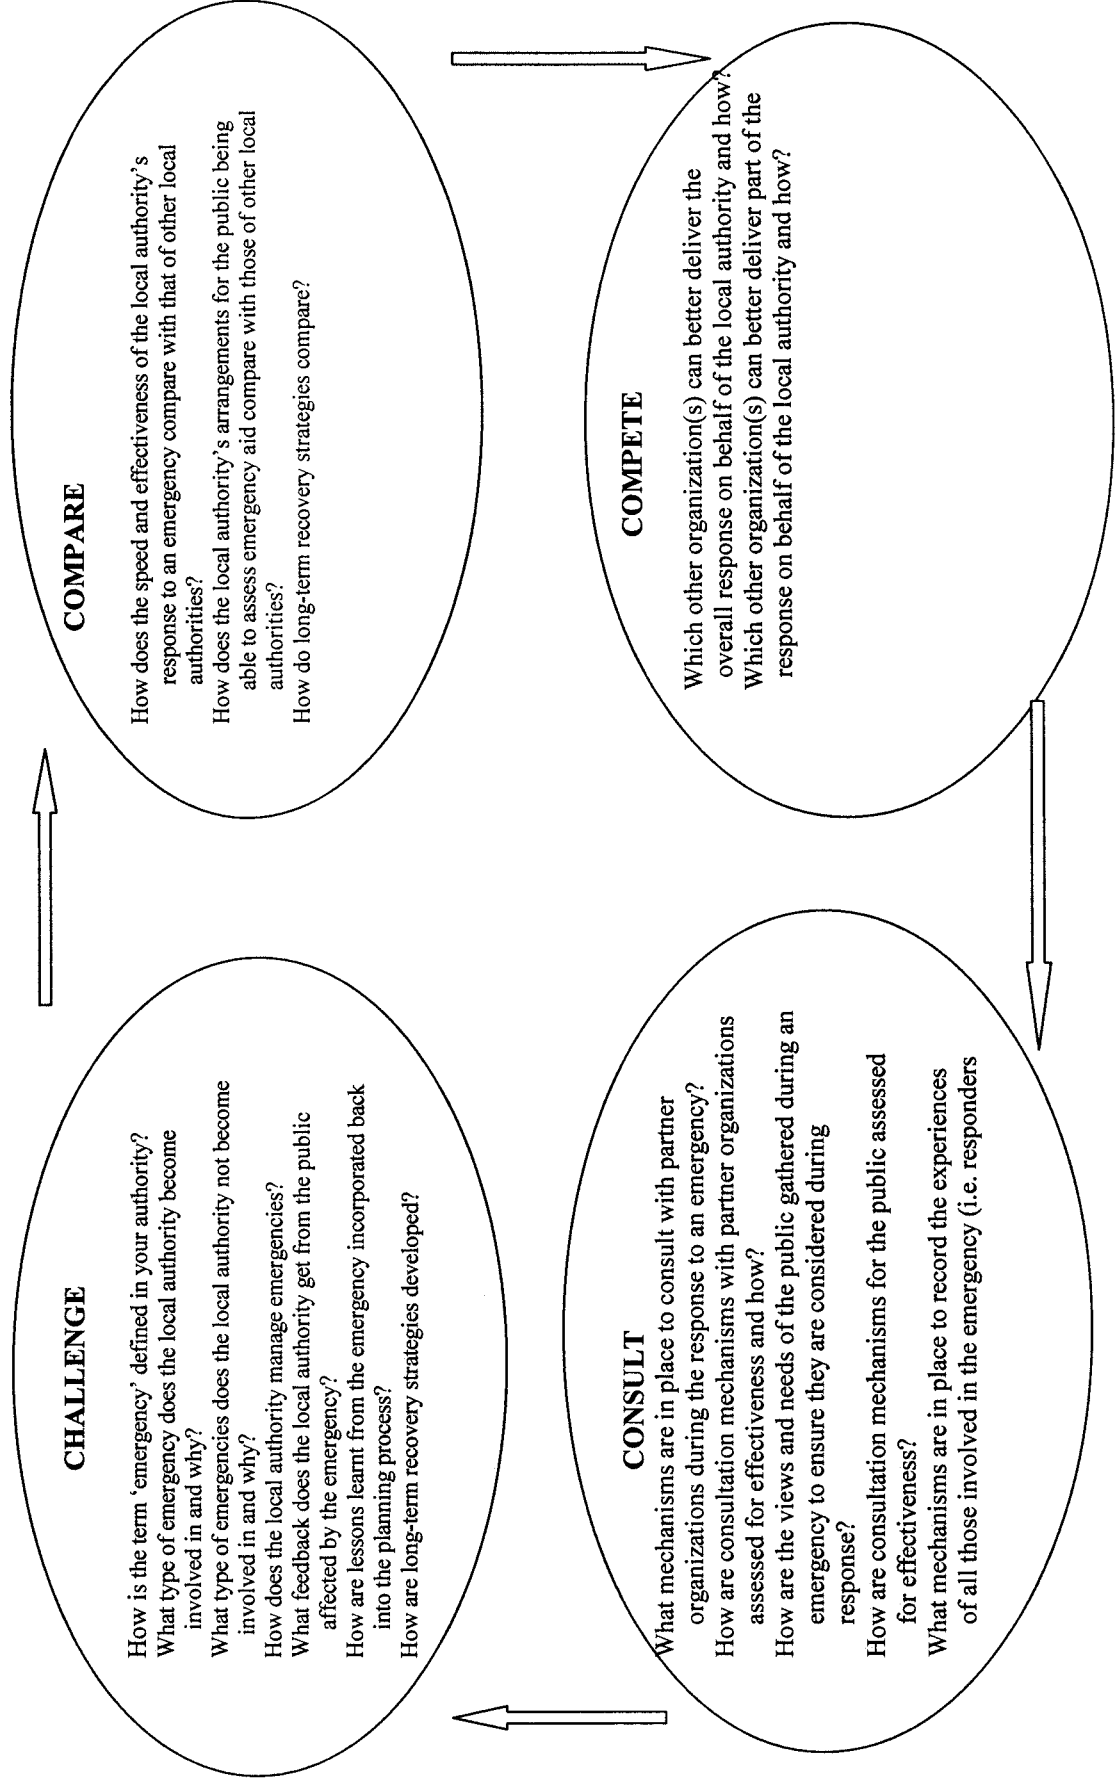 CHALLENGE
How is the term ‘emergency’ defined in your authority?
What type of emergency does the local authority become
involved in and why?
What type of emergencies does the local authority not become
involved in and why?
How does the local authority manage emergencies?
What feedback does the local authority get from the public
affected by the emergency?
How are lessons learnt from the emergency incorporated back
into the planning process?
How are long-term recovery strategies developed?
COMPARE
How does the speed and effectiveness of the local authority’s
response to an emergency compare with that of other local
authorities?
How does the local authority’s arrangements for the public being
able to assess emergency aid compare with those of other local
authorities?
How do long-term recovery strategies compare?
COMPETE
Which other organization(s) can better deliver the
overall response on behalf of the local authority and how?
Which other organization(s) can better deliver part of the
response on behalf of the local authority and how?
CONSULT
What mechanisms are in place to consult with partner
organizations during the response to an emergency?
How are consultation mechanisms with partner organizations
assessed for effectiveness and how?
How are the views and needs of the public gathered during an
emergency to ensure they are considered during
response?
How are consultation mechanisms for the public assessed
for effectiveness?
What mechanisms are in place to record the experiences
of all those involved in the emergency (i.e. responders